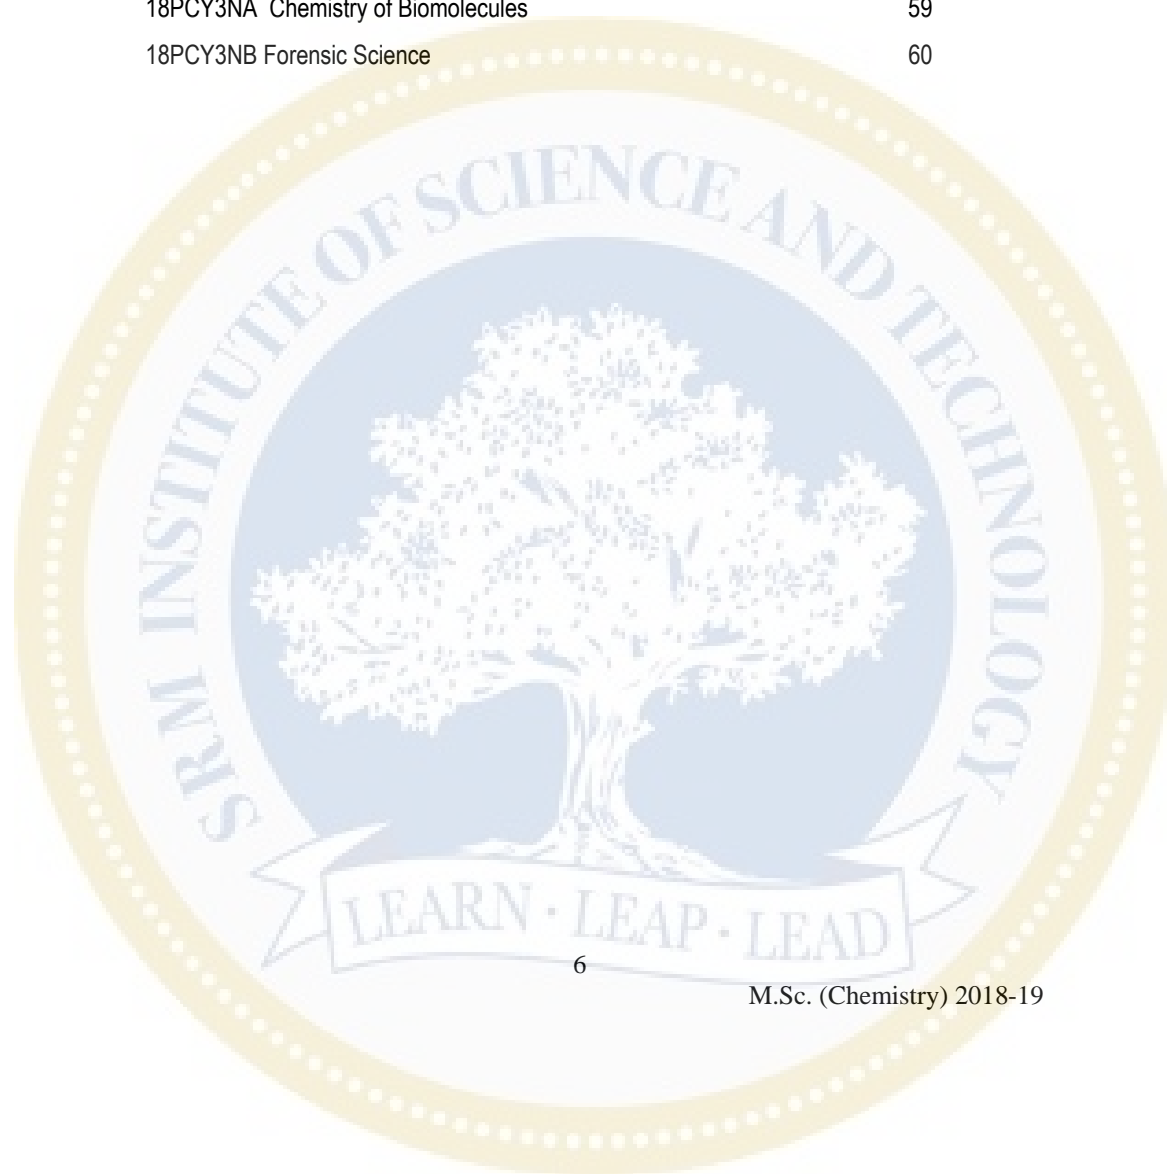 18PCY3NA Chemistry of Biomolecules 59
18PCY3NB Forensic Science 60
SRM INSTITUTE OF SCIENCE AND TECHNOLOGY
LEARN · LEAP · LEAD
6
M.Sc. (Chemistry) 2018-19